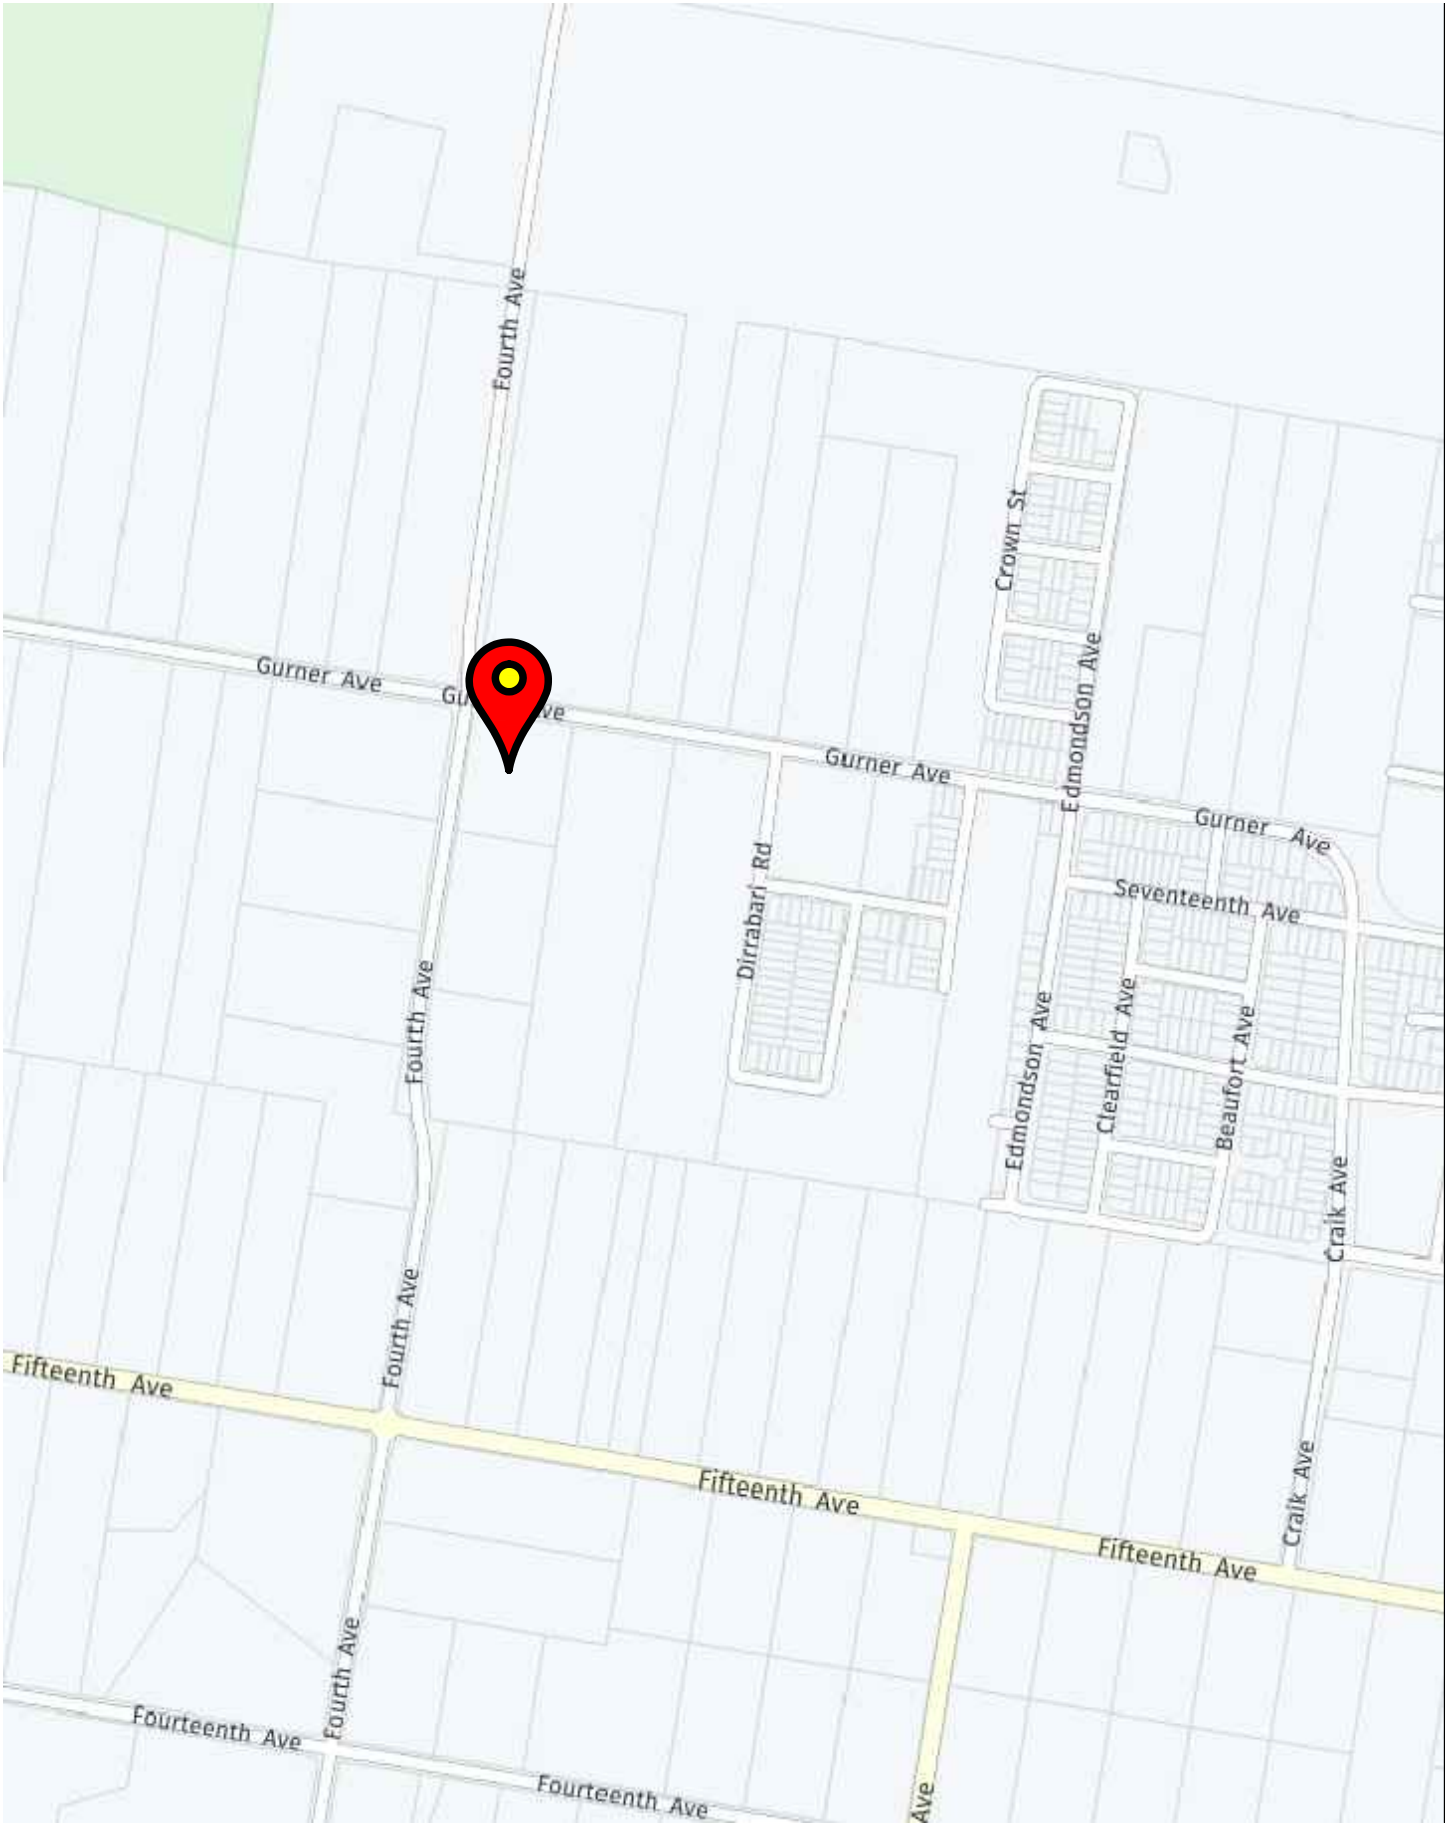 Fourth Ave
Crown St
Edmondson Ave
Gurner Ave
Gu
ve
Gurner Ave
Gurner Ave
Dirrabari Rd
Seventeenth Ave
Fourth Ave
Edmondson Ave
Clearfield Ave
Beaufort Ave
Craik Ave
Fourth Ave
Fifteenth Ave
Fifteenth Ave
Craik Ave
Fifteenth Ave
Fourth Ave
Fourteenth Ave
Fourteenth Ave
Ave